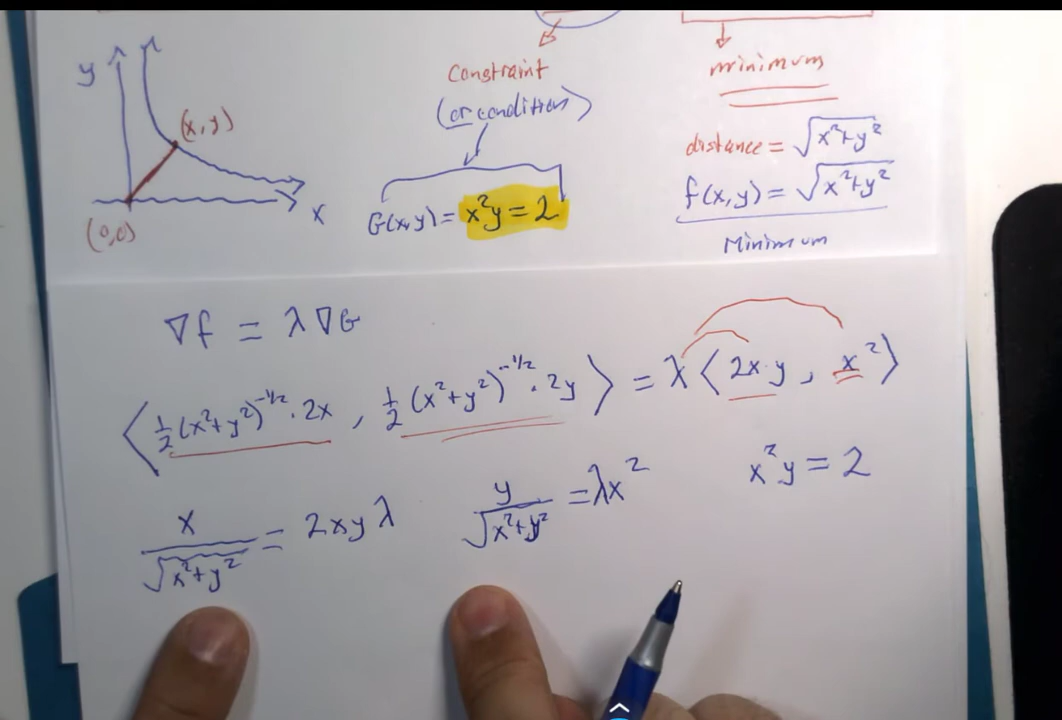 y
(x, y)
(0,0)
x
Constraint
(or condition)
G(x,y) = x²y = 2
minimum
distance = √(x²+y²)
f(x,y) = √(x²+y²)
Minimum
∇f = λ∇G
⟨ ½(x²+y²)^(-1/2) · 2x , ½(x²+y²)^(-1/2) · 2y ⟩ = λ⟨ 2x y , x² ⟩
x/√(x²+y²) = 2xyλ
y/√(x²+y²) = λx²
x²y = 2